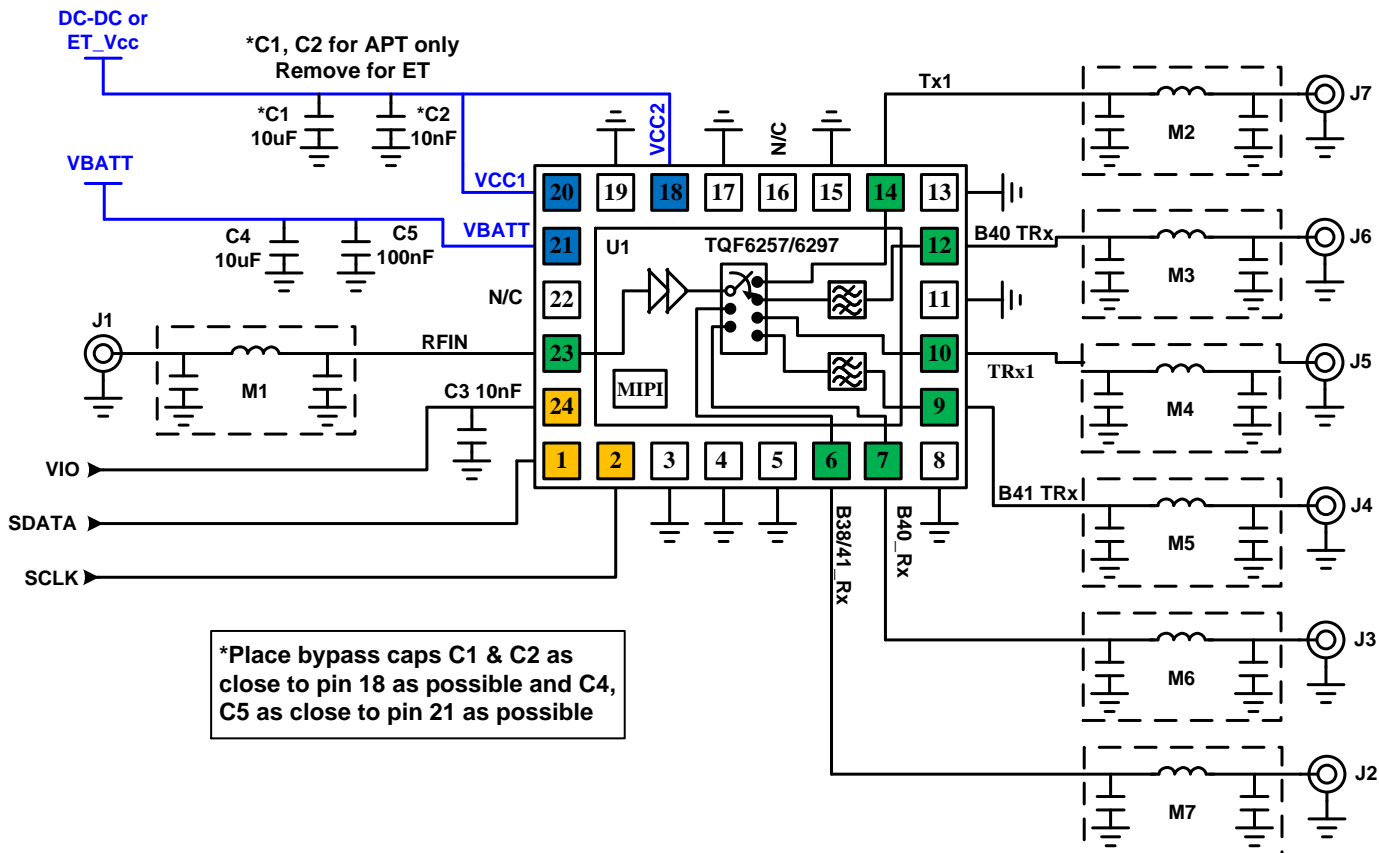 DC-DC or
ET_Vcc
*C1, C2 for APT only
Remove for ET
*C1
10uF
*C2
10nF
VCC2
N/C
Tx1
M2
J7
VBATT
VCC1
20
19
18
17
16
15
14
13
C4
10uF
C5
100nF
VBATT
21
U1
TQF6257/6297
12
B40 TRx
M3
J6
N/C
22
11
J1
M1
RFIN
23
10
TRx1
M4
J5
MIPI
C3 10nF
24
9
B41 TRx
M5
J4
VIO
1
2
3
4
5
6
7
8
SDATA
SCLK
B38/41_Rx
B40_Rx
M6
J3
*Place bypass caps C1 & C2 as
close to pin 18 as possible and C4,
C5 as close to pin 21 as possible
M7
J2